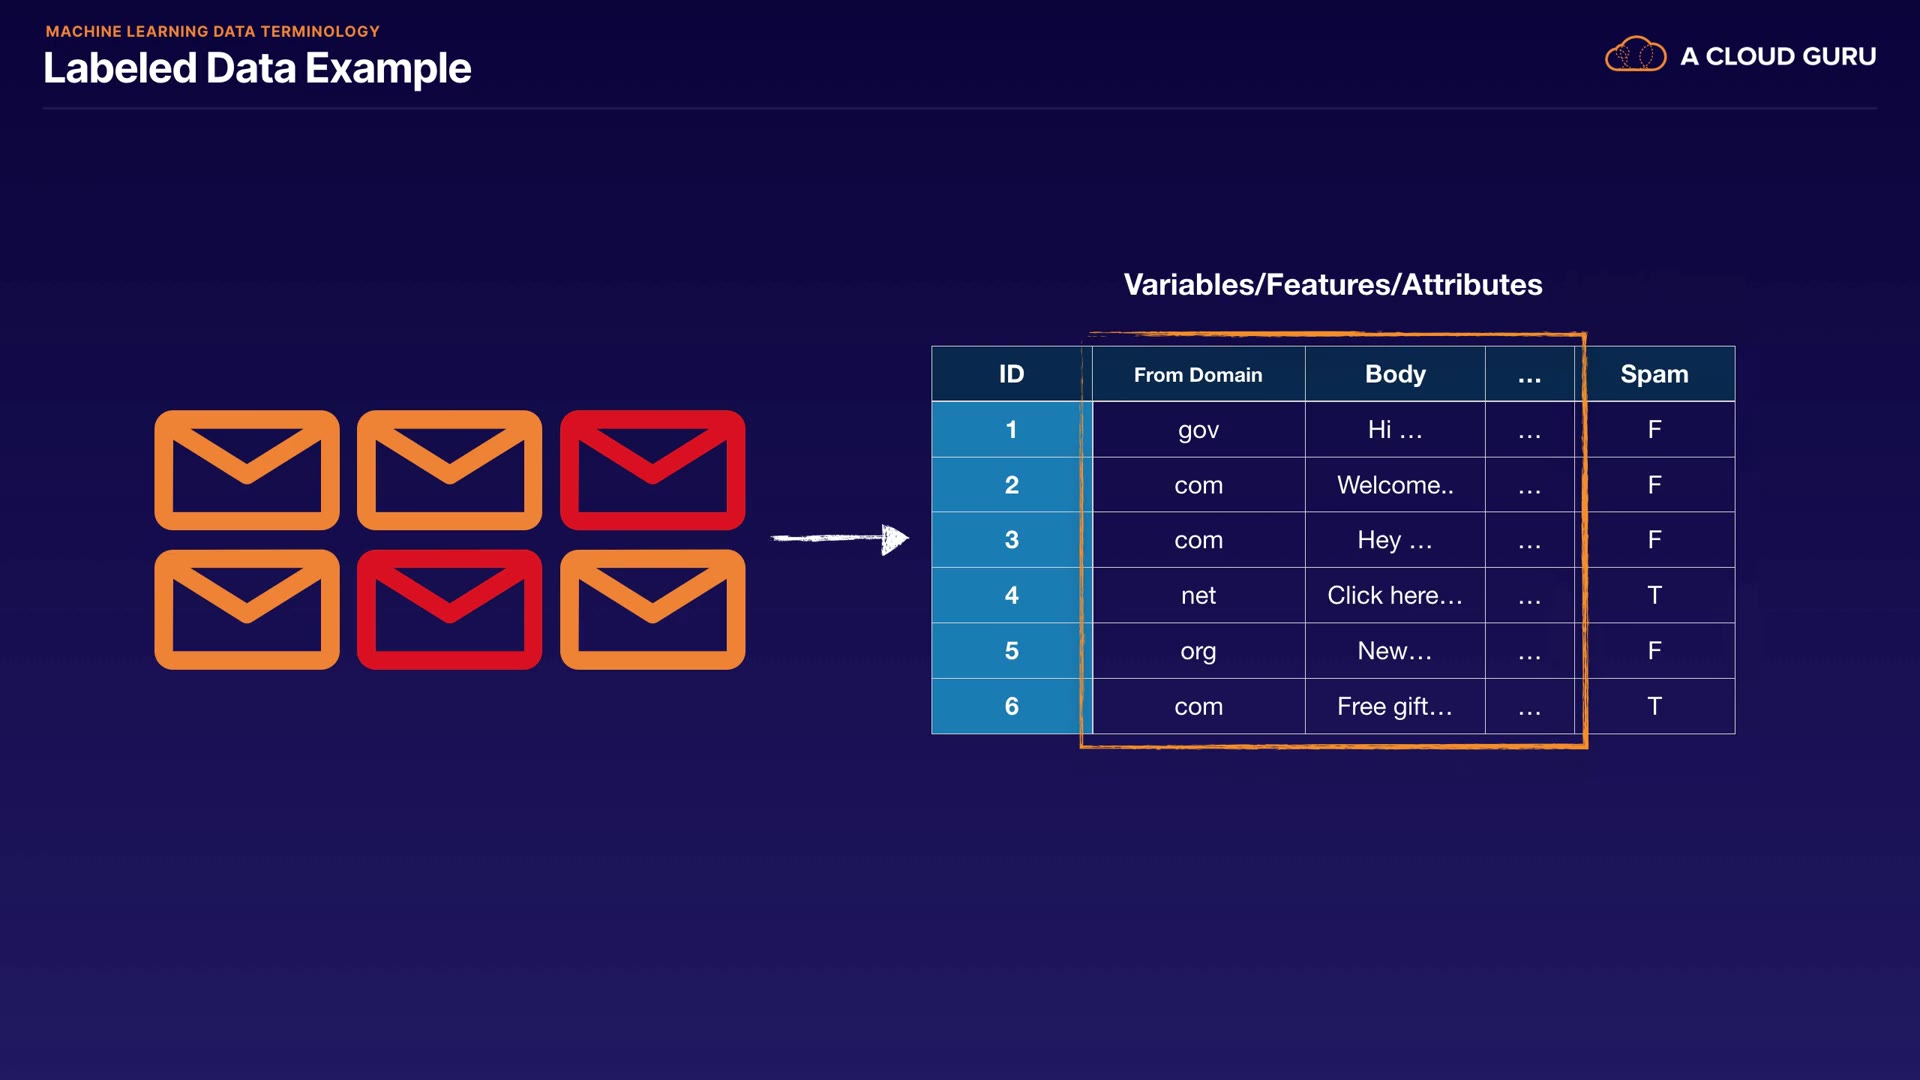 MACHINE LEARNING DATA TERMINOLOGY
Labeled Data Example
A CLOUD GURU
Variables/Features/Attributes
ID From Domain Body ... Spam
1 gov Hi ... ... F
2 com Welcome.. ... F
3 com Hey ... ... F
4 net Click here... ... T
5 org New... ... F
6 com Free gift... ... T